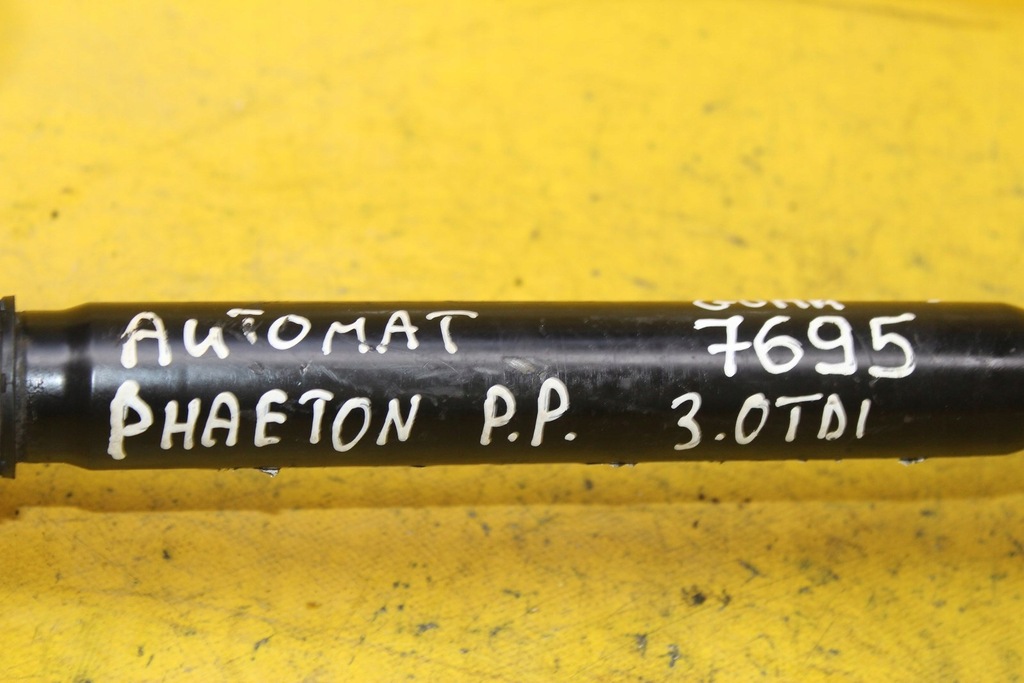 AUTOMAT 7695
PHAETON P.P. 3.0TDI